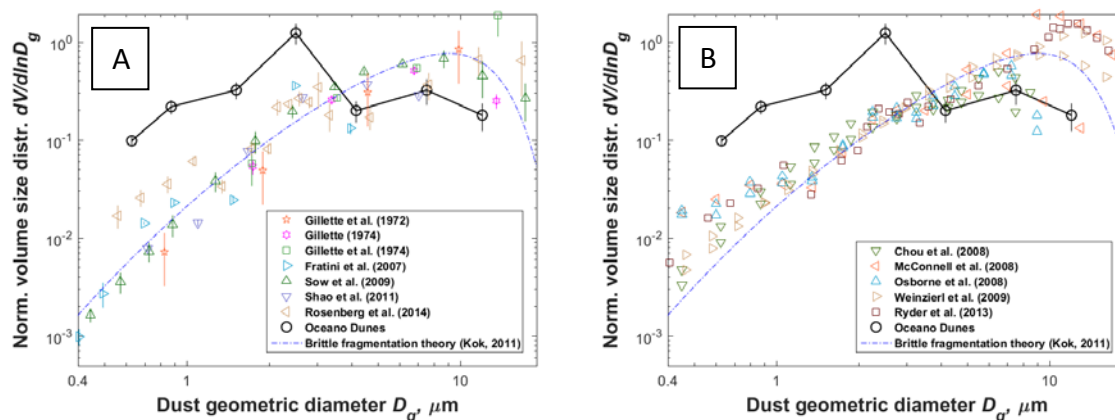 A
Norm. volume size distr. dV/dlnD_g
10^0
10^-1
10^-2
10^-3
Gillette et al. (1972)
Gillette (1974)
Gillette et al. (1974)
Fratini et al. (2007)
Sow et al. (2009)
Shao et al. (2011)
Rosenberg et al. (2014)
Oceano Dunes
Brittle fragmentation theory (Kok, 2011)
0.4 1 10
Dust geometric diameter D_g, μm
B
Norm. volume size distr. dV/dlnD_g
10^0
10^-1
10^-2
10^-3
Chou et al. (2008)
McConnell et al. (2008)
Osborne et al. (2008)
Weinzierl et al. (2009)
Ryder et al. (2013)
Oceano Dunes
Brittle fragmentation theory (Kok, 2011)
0.4 1 10
Dust geometric diameter D_g, μm